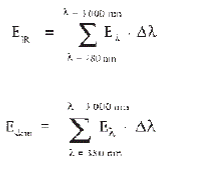 λ = 3000 nm
E_IR = ∑ E_λ · Δλ
λ = 780 nm
λ = 3000 nm
= ∑ E_λ · Δλ
λ = 380 nm